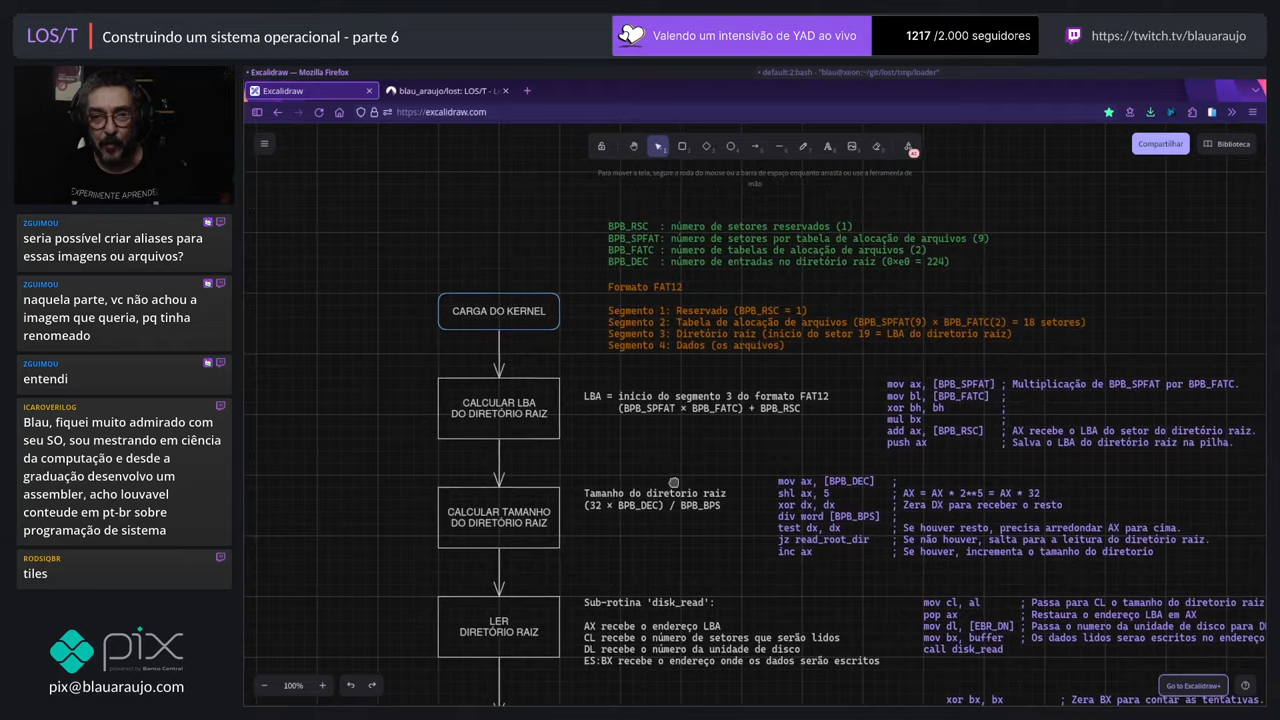 LOS/T
Construindo um sistema operacional - parte 6
Valendo um intensivão de YAD ao vivo
1217 /2.000 seguidores
https://twitch.tv/blauaraujo
• Excalidraw — Mozilla Firefox
• default:2:bash - "blau@xeon:~/git/lost/tmp/loader"
Excalidraw
blau_araujo/lost: LOS/T - L
https://excalidraw.com
Compartilhar
Biblioteca
Para mover a tela, segure a roda do mouse ou a barra de espaço enquanto arrasta ou use a ferramenta de
mão
EXPERIMENTE APRENDE
ZGUIMOU
seria possível criar aliases para
essas imagens ou arquivos?
ZGUIMOU
naquela parte, vc não achou a
imagem que queria, pq tinha
renomeado
ZGUIMOU
entendi
ICAROVERILOG
Blau, fiquei muito admirado com
seu SO, sou mestrando em ciência
da computação e desde a
graduação desenvolvo um
assembler, acho louvavel
conteude em pt-br sobre
programação de sistema
RODSIQBR
tiles
pix
powered by Banco Central
pix@blauaraujo.com
BPB_RSC  : número de setores reservados (1)
BPB_SPFAT: número de setores por tabela de alocação de arquivos (9)
BPB_FATC : número de tabelas de alocação de arquivos (2)
BPB_DEC  : número de entradas no diretório raiz (0×e0 = 224)
Formato FAT12
Segmento 1: Reservado (BPB_RSC = 1)
Segmento 2: Tabela de alocação de arquivos (BPB_SPFAT(9) × BPB_FATC(2) = 18 setores)
Segmento 3: Diretório raiz (início do setor 19 = LBA do diretorio raiz)
Segmento 4: Dados (os arquivos)
CARGA DO KERNEL
CALCULAR LBA
DO DIRETÓRIO RAIZ
LBA = início do segmento 3 do formato FAT12
(BPB_SPFAT × BPB_FATC) + BPB_RSC
mov ax, [BPB_SPFAT] ; Multiplicação de BPB_SPFAT por BPB_FATC.
mov bl, [BPB_FATC]  ;
xor bh, bh          ;
mul bx              ;
add ax, [BPB_RSC]   ; AX recebe o LBA do setor do diretório raiz.
push ax             ; Salva o LBA do diretório raiz na pilha.
CALCULAR TAMANHO
DO DIRETÓRIO RAIZ
Tamanho do diretorio raiz
(32 × BPB_DEC) / BPB_BPS
mov ax, [BPB_DEC]   ;
shl ax, 5           ; AX = AX * 2**5 = AX * 32
xor dx, dx          ; Zera DX para receber o resto
div word [BPB_BPS]  ;
test dx, dx         ; Se houver resto, precisa arredondar AX para cima.
jz read_root_dir    ; Se não houver, salta para a leitura do diretório raiz.
inc ax              ; Se houver, incrementa o tamanho do diretorio
LER
DIRETÓRIO RAIZ
Sub-rotina 'disk_read':
AX recebe o endereço LBA
CL recebe o número de setores que serão lidos
DL recebe o número da unidade de disco
ES:BX recebe o endereço onde os dados serão escritos
mov cl, al       ; Passa para CL o tamanho do diretorio raiz
pop ax           ; Restaura o endereço LBA em AX
mov dl, [EBR_DN] ; Passa o numero da unidade de disco para D
mov bx, buffer   ; Os dados lidos serao escritos no endereço
call disk_read
xor bx, bx       ; Zera BX para contar as tentativas.
100%
Go to Excalidraw+